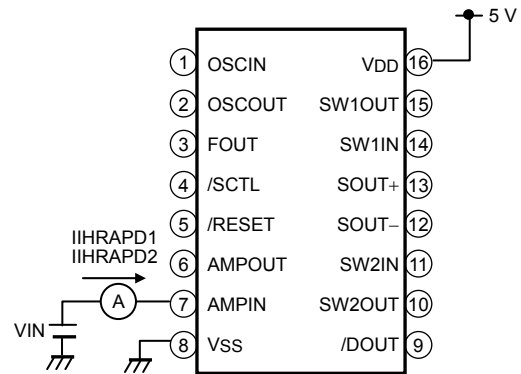 5 V
1 OSCIN VDD 16
2 OSCOUT SW1OUT 15
3 FOUT SW1IN 14
4 /SCTL SOUT+ 13
5 /RESET SOUT− 12
IIHRAPD1
IIHRAPD2
6 AMPOUT SW2IN 11
A 7 AMPIN SW2OUT 10
VIN
8 VSS /DOUT 9